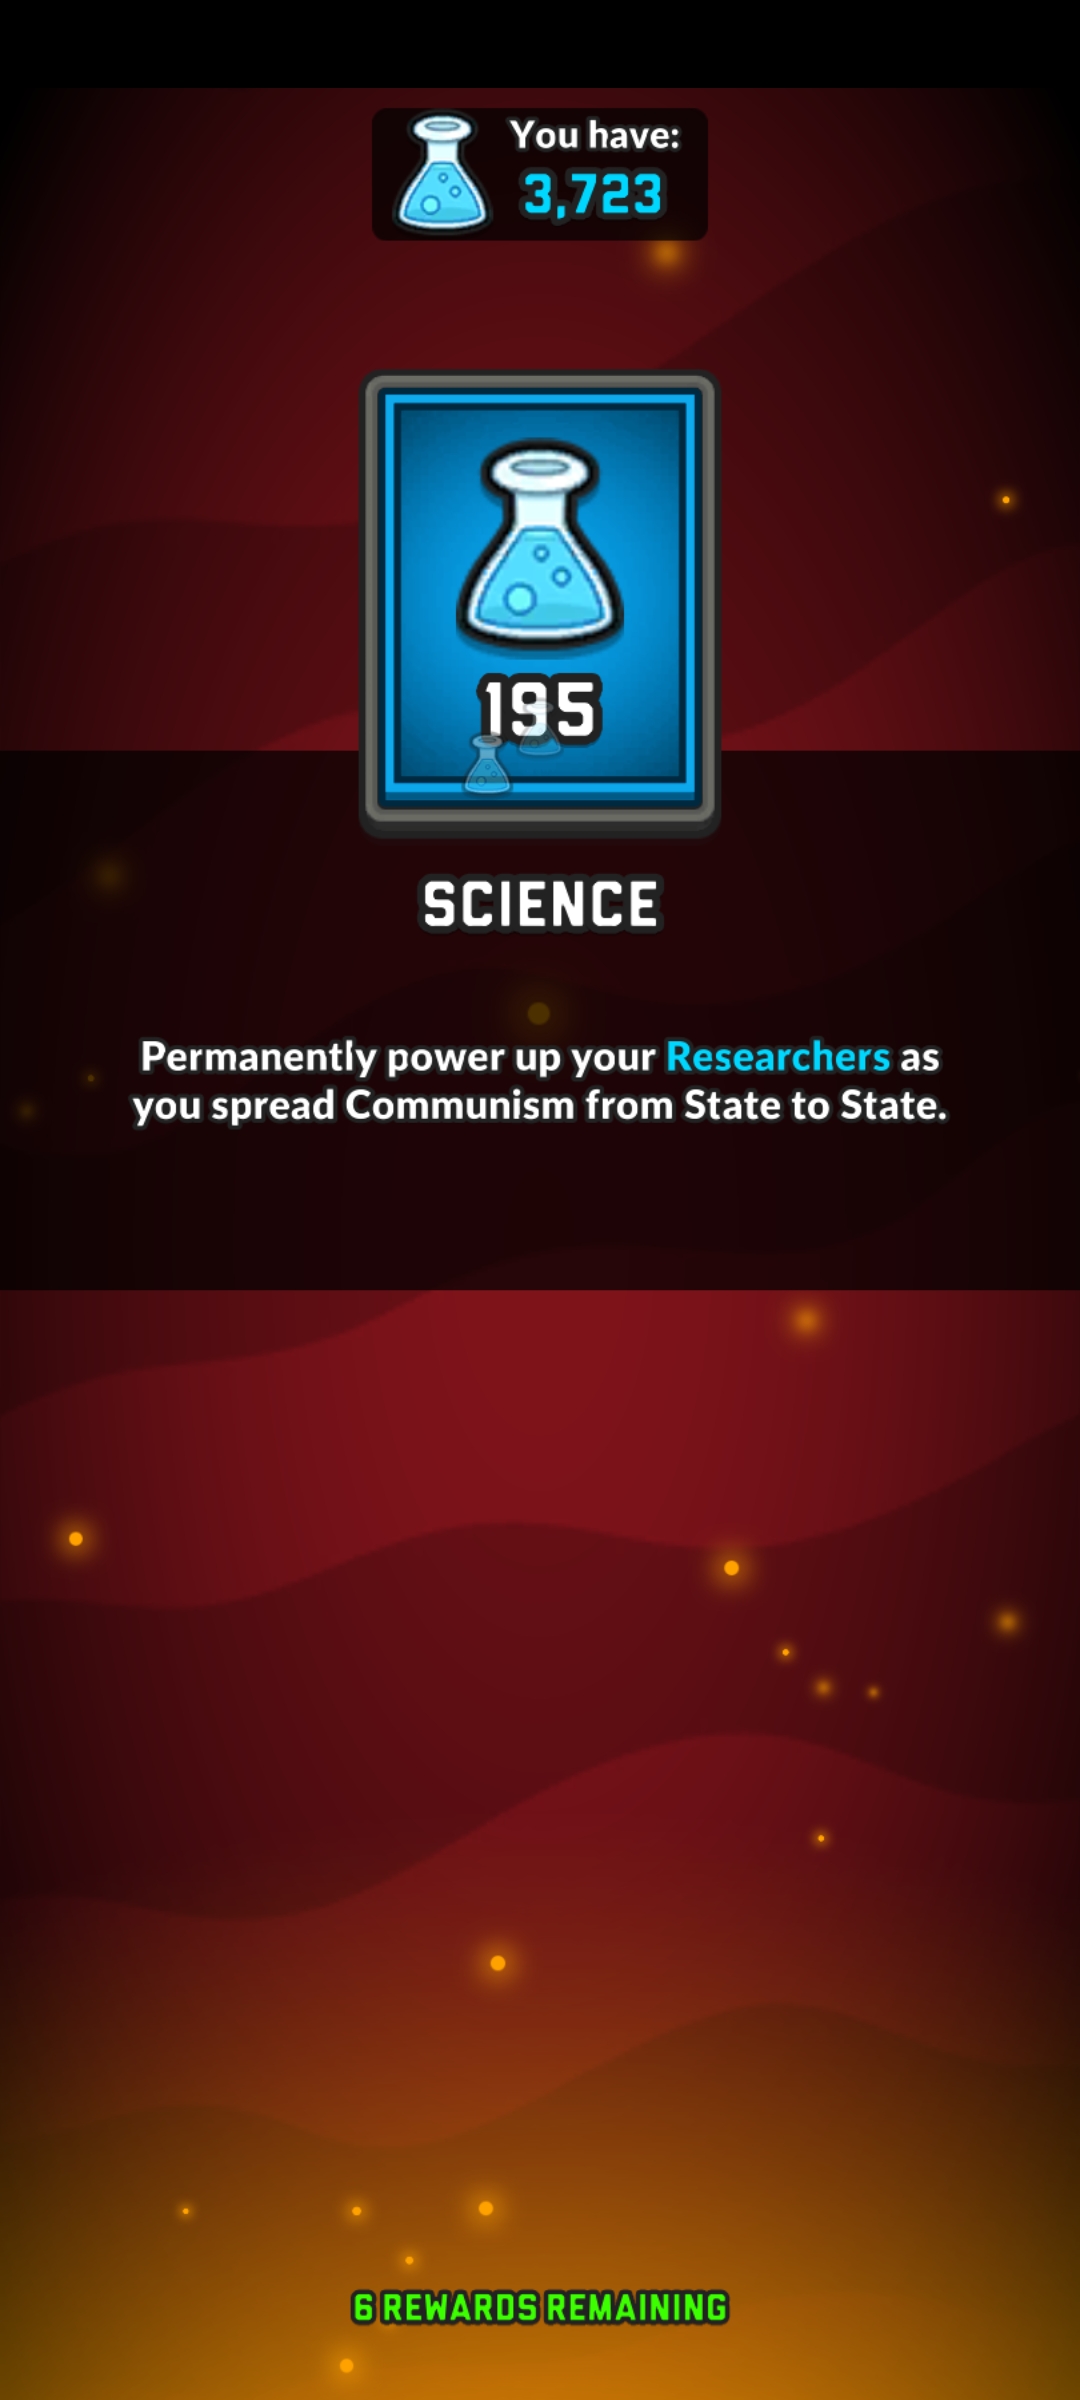 You have:
3,723
195
SCIENCE
Permanently power up your Researchers as
you spread Communism from State to State.
6 REWARDS REMAINING